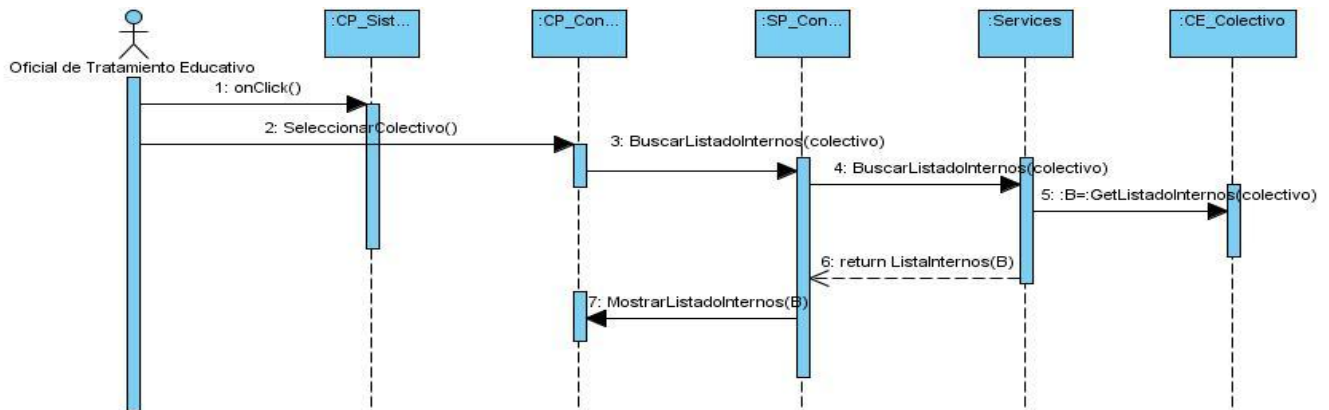 :CP_Sist...
:CP_Con...
:SP_Con...
:Services
:CE_Colectivo
Oficial de Tratamiento Educativo
1: onClick()
2: SeleccionarColectivo()
3: BuscarListadoInternos(colectivo)
4: BuscarListadoInternos(colectivo)
5: :B=:GetListadoInternos(colectivo)
6: return ListaInternos(B)
7: MostrarListadoInternos(B)